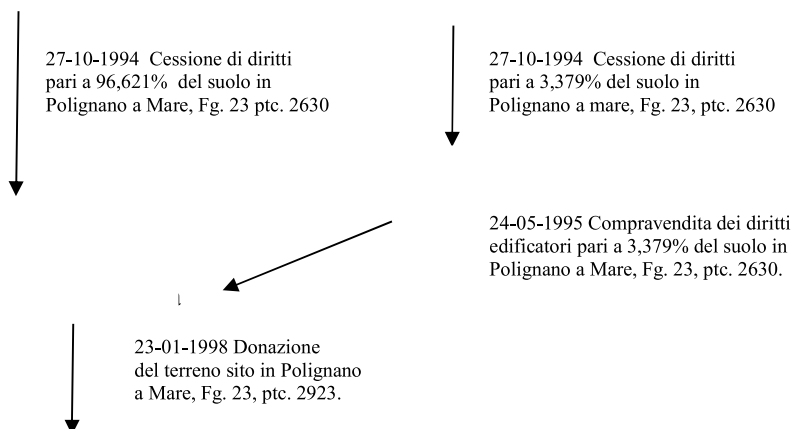 27-10-1994 Cessione di diritti
pari a 96,621% del suolo in
Polignano a Mare, Fg. 23 ptc. 2630
27-10-1994 Cessione di diritti
pari a 3,379% del suolo in
Polignano a mare, Fg. 23, ptc. 2630
24-05-1995 Compravendita dei diritti
edificatori pari a 3,379% del suolo in
Polignano a Mare, Fg. 23, ptc. 2630.
23-01-1998 Donazione
del terreno sito in Polignano
a Mare, Fg. 23, ptc. 2923.